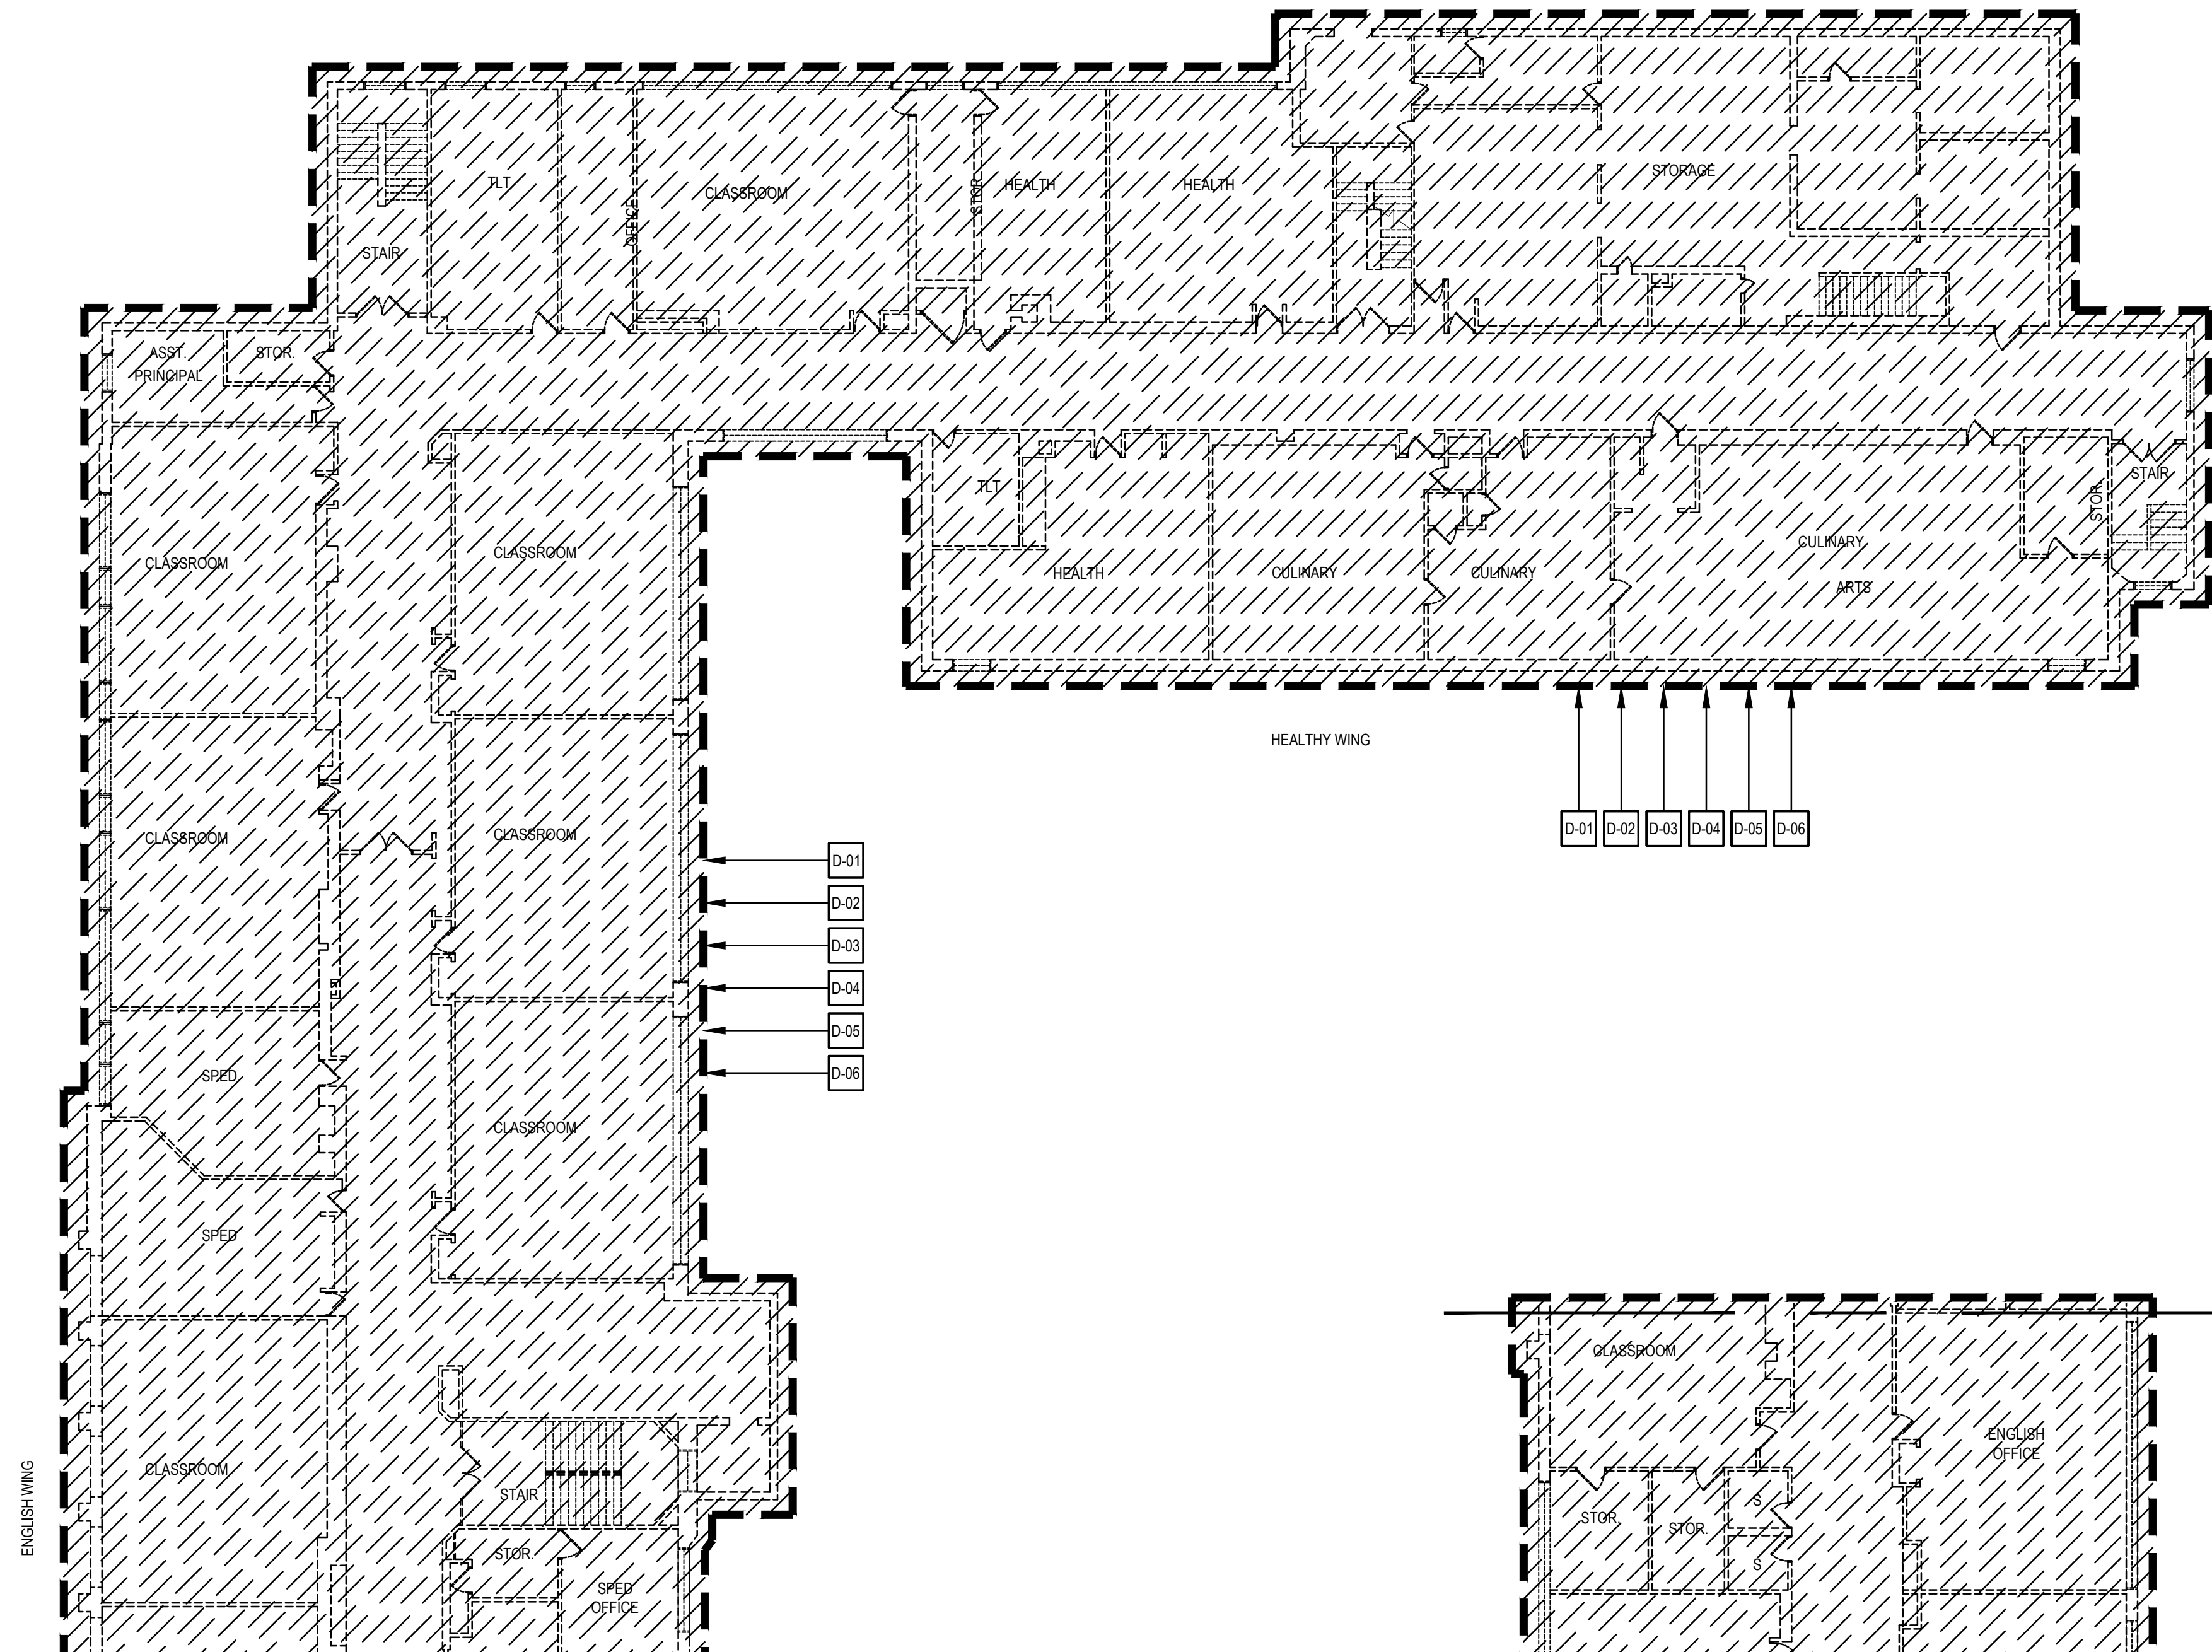 TLT
OFFICE
CLASSROOM
STOR
HEALTH
HEALTH
STORAGE
STAIR
ASST.
PRINCIPAL
STOR.
CLASSROOM
CLASSROOM
TLT
HEALTH
CULINARY
CULINARY
CULINARY
ARTS
STOR.
STAIR
HEALTHY WING
D-01
D-02
D-03
D-04
D-05
D-06
CLASSROOM
CLASSROOM
D-01
D-02
D-03
D-04
D-05
D-06
SPED
CLASSROOM
SPED
CLASSROOM
ENGLISH WING
STAIR
STOR.
SPED
OFFICE
CLASSROOM
ENGLISH
OFFICE
STOR.
STOR.
S
S